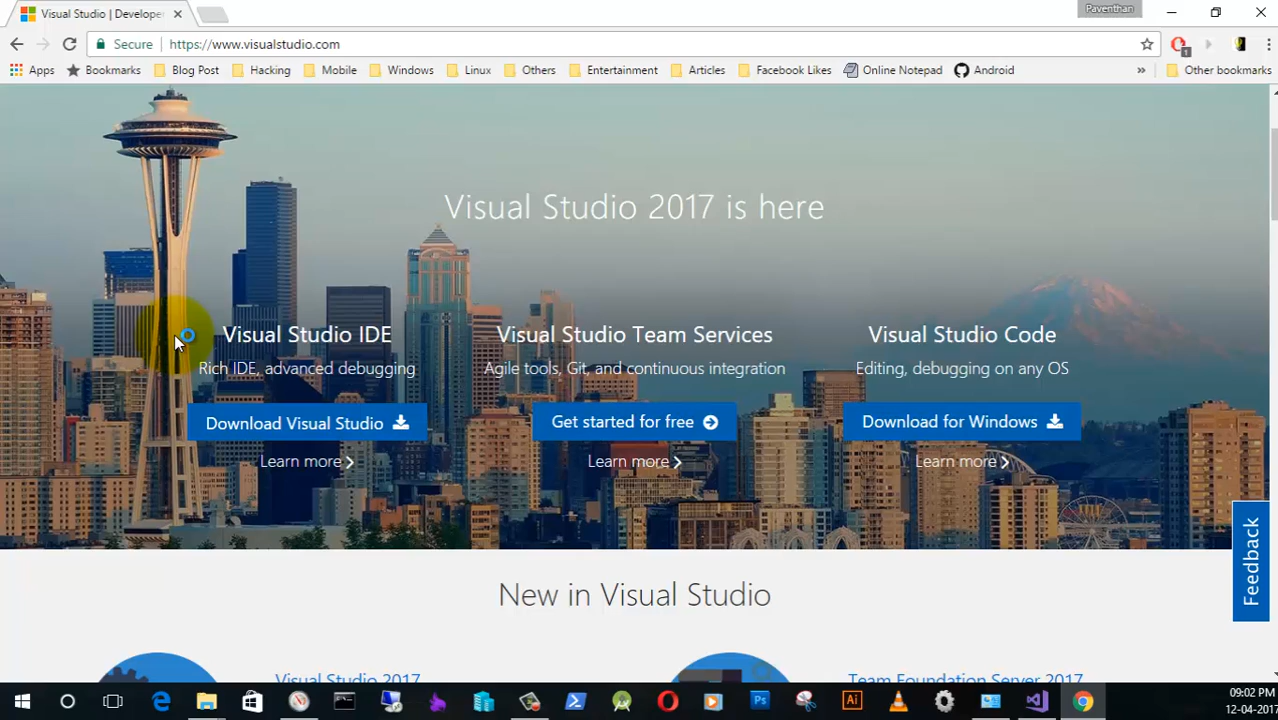 Visual Studio | Developer
Paventhan
Secure
https://www.visualstudio.com
1
Apps
Bookmarks
Blog Post
Hacking
Mobile
Windows
Linux
Others
Entertainment
Articles
Facebook Likes
Online Notepad
Android
»
Other bookmarks
Visual Studio 2017 is here
Visual Studio IDE
Visual Studio Team Services
Visual Studio Code
Rich IDE, advanced debugging
Agile tools, Git, and continuous integration
Editing, debugging on any OS
Download Visual Studio
Get started for free
Download for Windows
Learn more
Learn more
Learn more
Feedback
New in Visual Studio
Visual Studio 2017
Team Foundation Server 2017
Ps
Ai
09:02 PM
12-04-2017